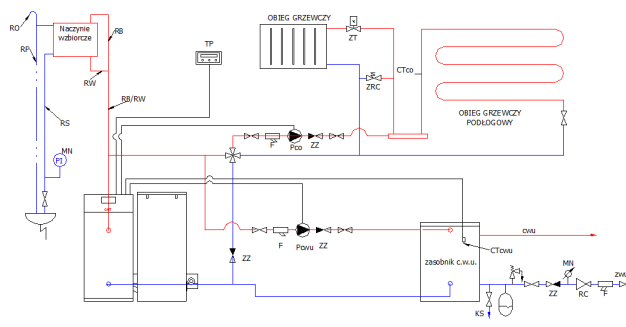 OBIEG GRZEWCZY
RO
Naczynie
wzbiorcze
RB
ZT
RP
TP
CTco
RW
ZRC
RB/RW
OBIEG GRZEWCZY
PODŁOGOWY
RS
MN
PI
F
Pco
ZZ
cwu
F
Pcwu
ZZ
ZZ
CTcwu
zasobnik c.w.u.
MN
zwu
KS
ZZ
RC
F